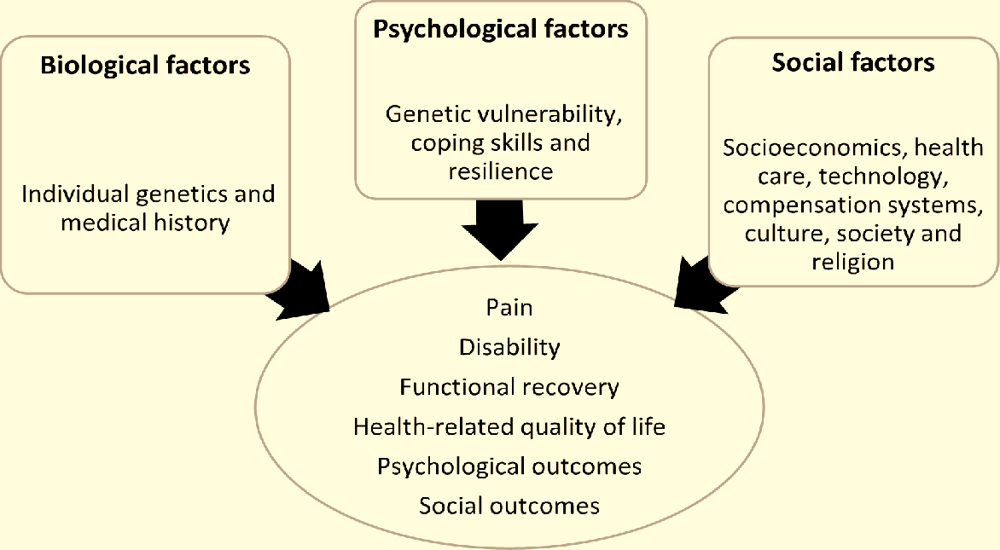 Biological factors
Individual genetics and
medical history
Psychological factors
Genetic vulnerability,
coping skills and
resilience
Social factors
Socioeconomics, health
care, technology,
compensation systems,
culture, society and
religion
Pain
Disability
Functional recovery
Health-related quality of life
Psychological outcomes
Social outcomes